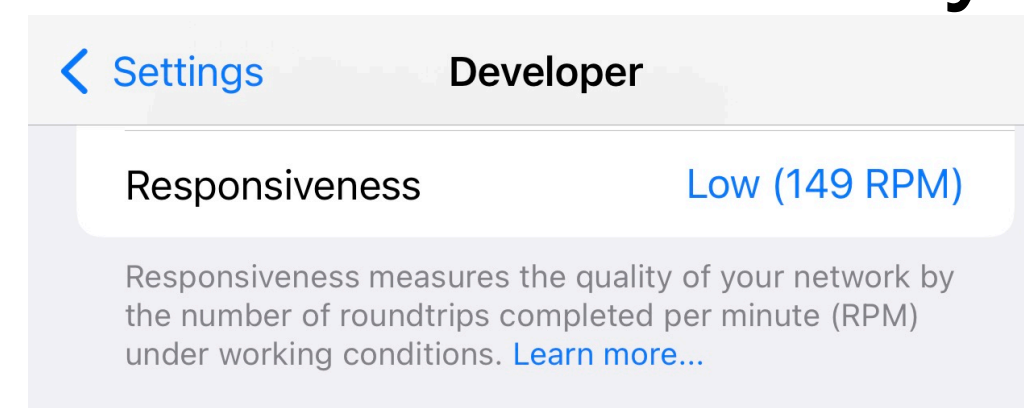 Settings
Developer
Responsiveness
Low (149 RPM)
Responsiveness measures the quality of your network by
the number of roundtrips completed per minute (RPM)
under working conditions. Learn more...